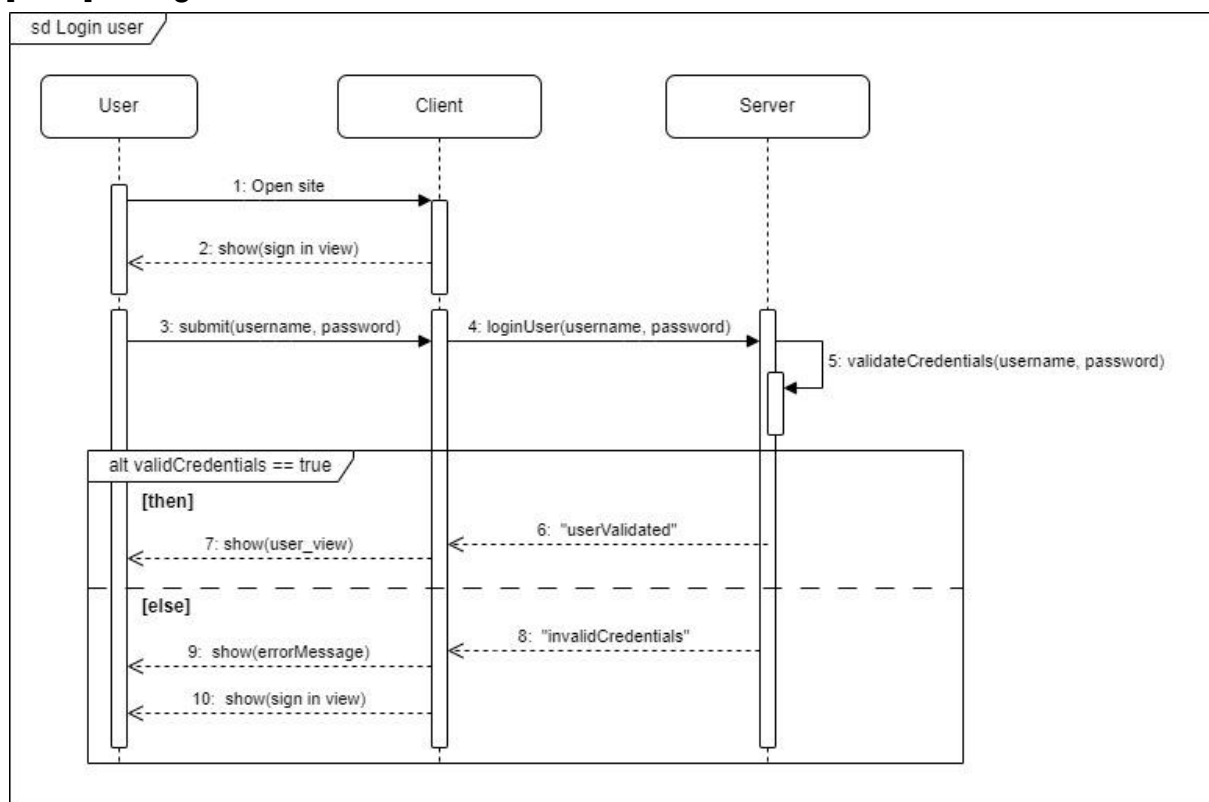 sd Login user
User
Client
Server
1: Open site
2: show(sign in view)
3: submit(username, password)
4: loginUser(username, password)
5: validateCredentials(username, password)
alt validCredentials == true
[then]
6: "userValidated"
7: show(user_view)
[else]
8: "invalidCredentials"
9: show(errorMessage)
10: show(sign in view)